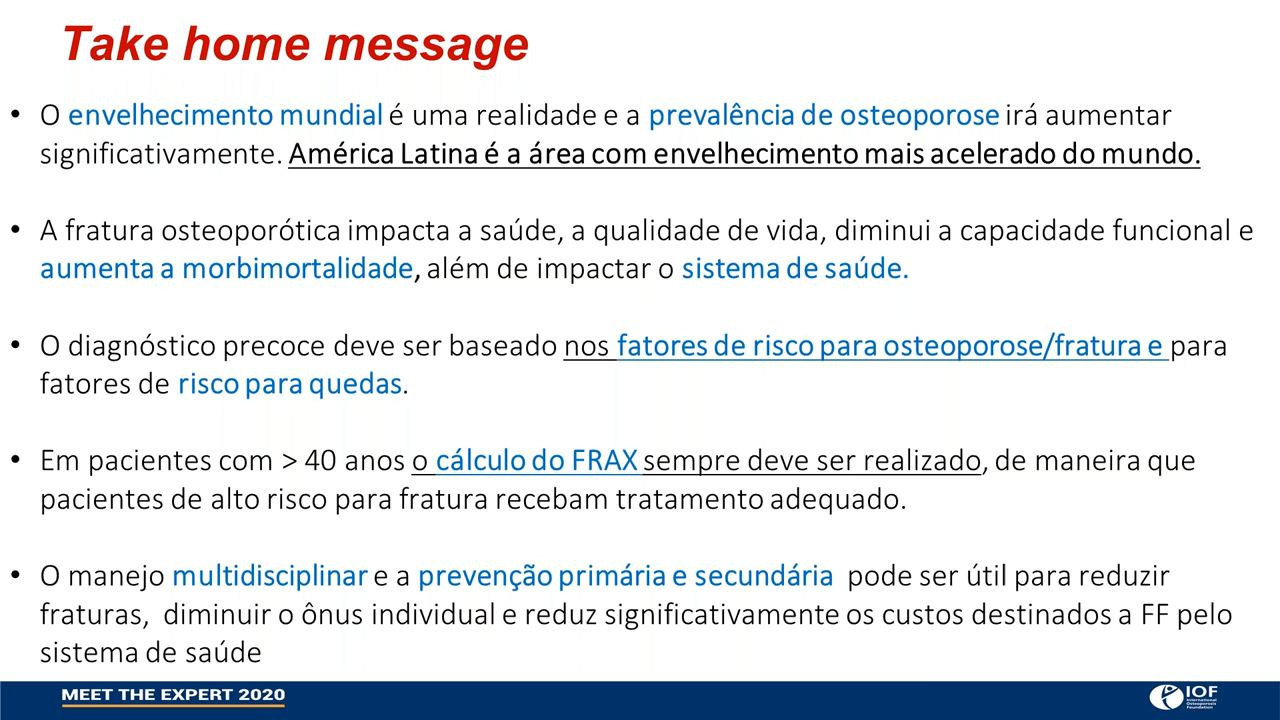 Take home message
• O envelhecimento mundial é uma realidade e a prevalência de osteoporose irá aumentar
significativamente. América Latina é a área com envelhecimento mais acelerado do mundo.
• A fratura osteoporótica impacta a saúde, a qualidade de vida, diminui a capacidade funcional e
aumenta a morbimortalidade, além de impactar o sistema de saúde.
• O diagnóstico precoce deve ser baseado nos fatores de risco para osteoporose/fratura e para
fatores de risco para quedas.
• Em pacientes com > 40 anos o cálculo do FRAX sempre deve ser realizado, de maneira que
pacientes de alto risco para fratura recebam tratamento adequado.
• O manejo multidisciplinar e a prevenção primária e secundária pode ser útil para reduzir
fraturas, diminuir o ônus individual e reduz significativamente os custos destinados a FF pelo
sistema de saúde
MEET THE EXPERT 2020
IOF
International
Osteoporosis
Foundation